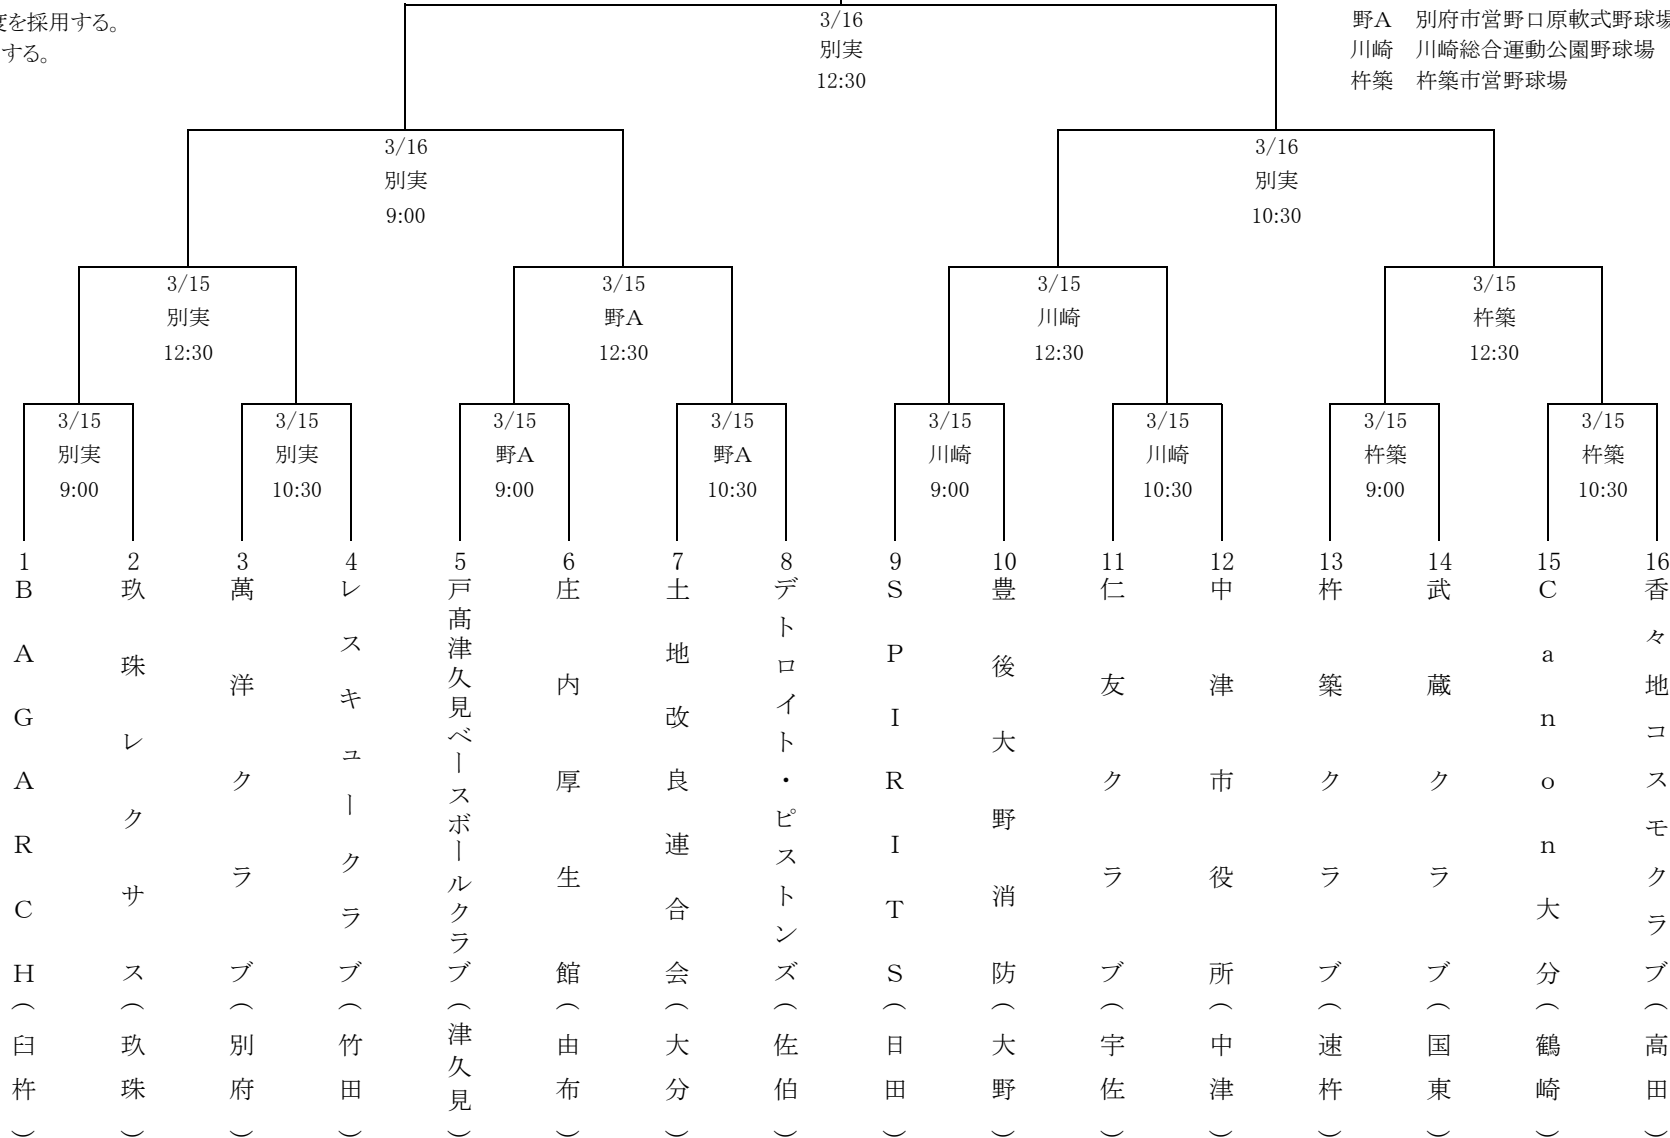 度を採用する。
する。
3/16
別実
12:30
野A 別府市営野口原軟式野球場
川崎 川崎総合運動公園野球場
杵築 杵築市営野球場
3/16
別実
9:00
3/16
別実
10:30
3/15
別実
12:30
3/15
野A
12:30
3/15
川崎
12:30
3/15
杵築
12:30
3/15
別実
9:00
3/15
別実
10:30
3/15
野A
9:00
3/15
野A
10:30
3/15
川崎
9:00
3/15
川崎
10:30
3/15
杵築
9:00
3/15
杵築
10:30
1
BAGARCH(臼杵)
2
玖珠レクサス(玖珠)
3
萬洋クラブ(別府)
4
レスキュークラブ(竹田)
5
戸髙津久見ベースボールクラブ(津久見)
6
庄内厚生館(由布)
7
土地改良連合会(大分)
8
デトロイト・ピストンズ(佐伯)
9
SPIRITS(日田)
10
豊後大野消防(大野)
11
仁友クラブ(宇佐)
12
中津市役所(中津)
13
杵築クラブ(速杵)
14
武蔵クラブ(国東)
15
Canon大分(鶴崎)
16
香々地コスモクラブ(高田)